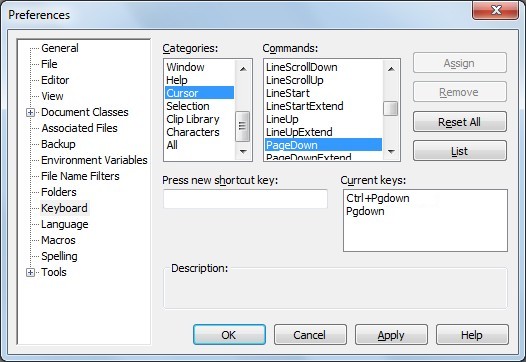 Preferences
General
File
Editor
View
Document Classes
Associated Files
Backup
Environment Variables
File Name Filters
Folders
Keyboard
Language
Macros
Spelling
Tools
Categories:
Window
Help
Cursor
Selection
Clip Library
Characters
All
Commands:
LineScrollDown
LineScrollUp
LineStart
LineStartExtend
LineUp
LineUpExtend
PageDown
PageDownExtend
Assign
Remove
Reset All
List
Press new shortcut key:
Current keys:
Ctrl+Pgdown
Pgdown
Description:
OK
Cancel
Apply
Help